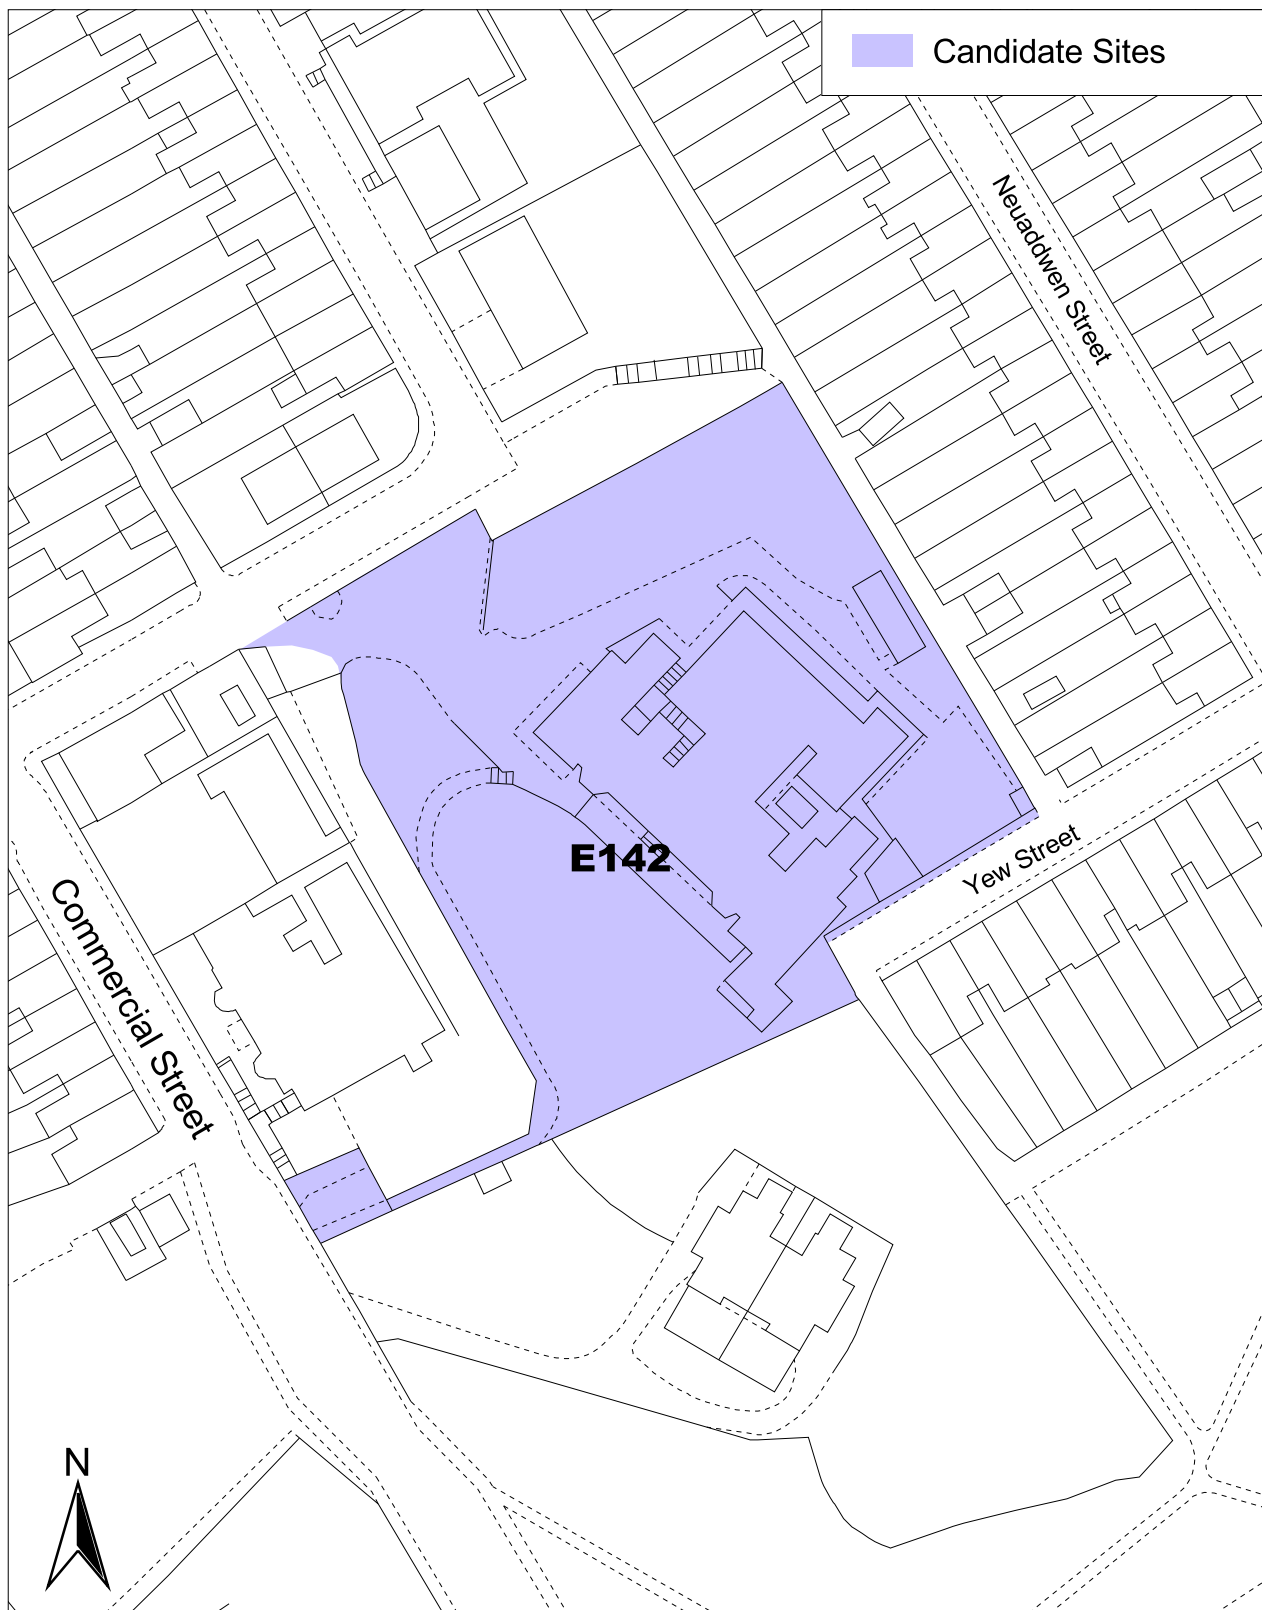 Candidate Sites
Neuaddwen Street
Yew Street
E142
Commercial Street
N